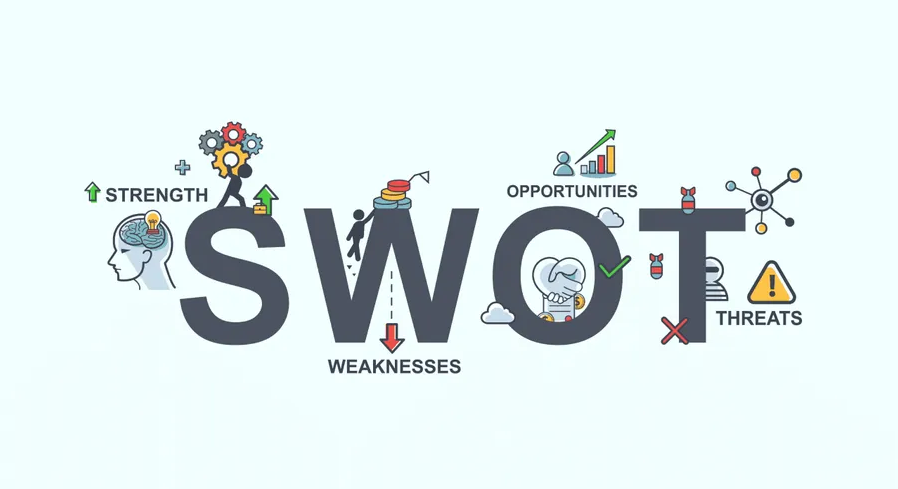 STRENGTH
OPPORTUNITIES
SWOT
THREATS
WEAKNESSES